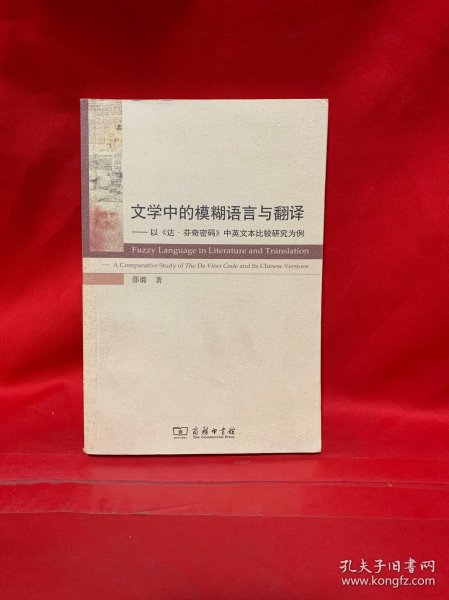 文学中的模糊语言与翻译
——以《达·芬奇密码》中英文本比较研究为例
Fuzzy Language in Literature and Translation
— A Comparative Study of The Da Vinci Code and Its Chinese Versions
邵璐 著
商务印书馆
The Commercial Press
孔夫子旧书网
www.kongfz.com